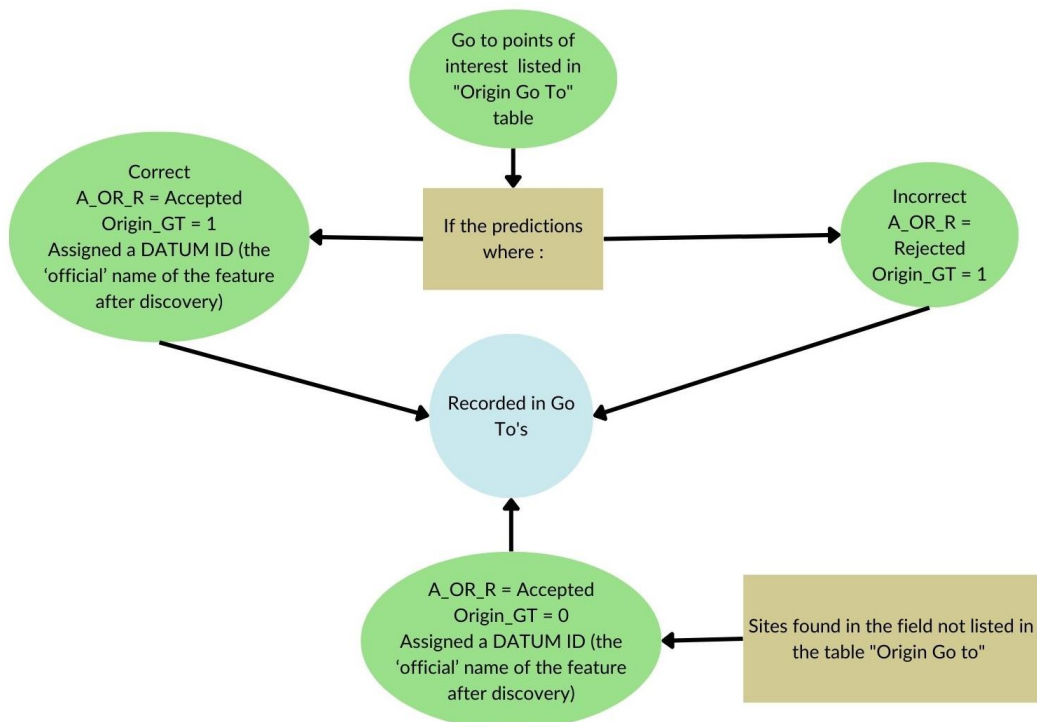 Go to points of
interest listed in
"Origin Go To"
table
Correct
A_OR_R = Accepted
Origin_GT = 1
Assigned a DATUM ID (the
‘official’ name of the feature
after discovery)
If the predictions
where :
Incorrect
A_OR_R =
Rejected
Origin_GT = 1
Recorded in Go
To's
A_OR_R = Accepted
Origin_GT = 0
Assigned a DATUM ID (the
‘official’ name of the feature
after discovery)
Sites found in the field not listed in
the table "Origin Go to"